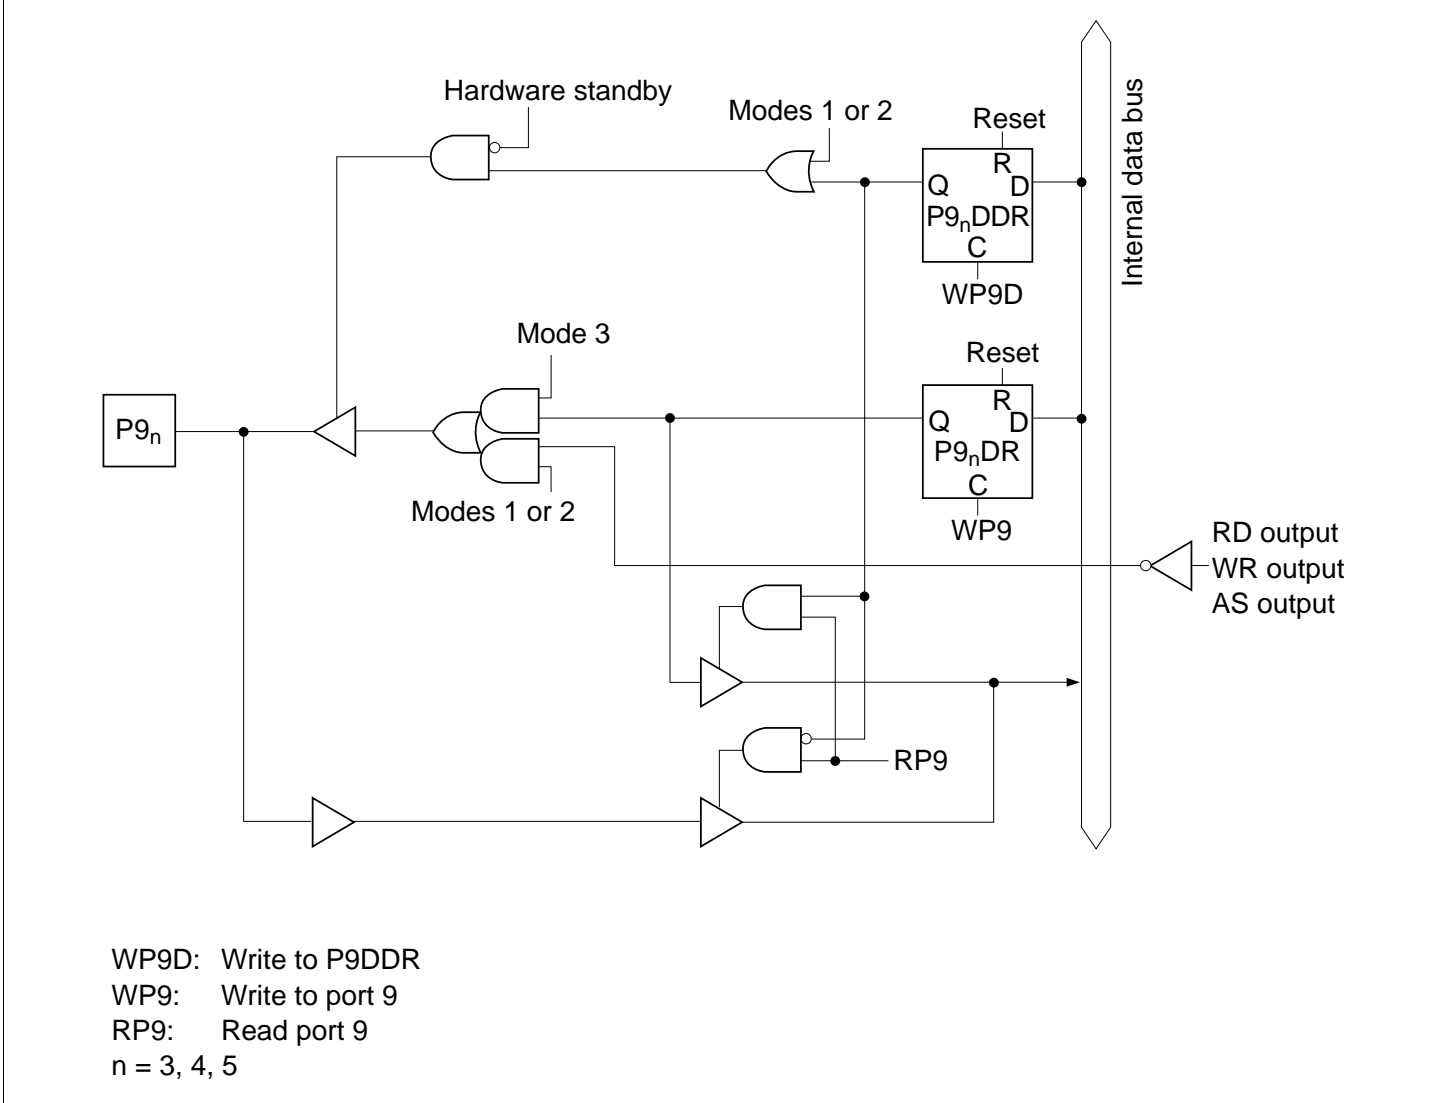 Hardware standby
Modes 1 or 2
Reset
R
Q
D
P9nDDR
C
WP9D
Internal data bus
Mode 3
Reset
R
Q
D
P9nDR
C
WP9
P9n
Modes 1 or 2
RD output
WR output
AS output
RP9
WP9D: Write to P9DDR
WP9: Write to port 9
RP9: Read port 9
n = 3, 4, 5